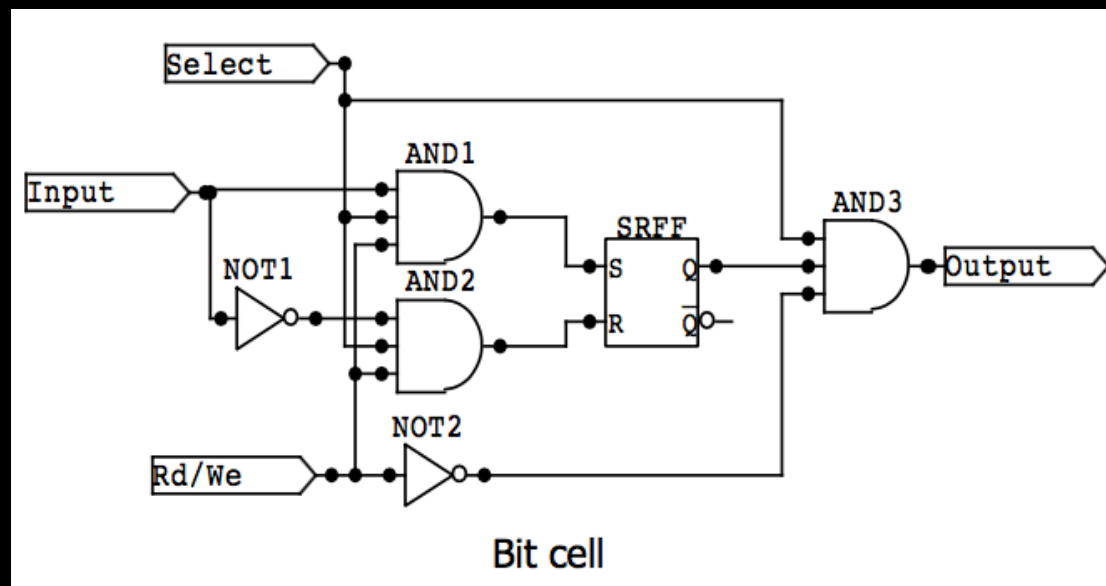 Select
Input
AND1
AND3
SRFF
S
Q
Output
NOT1
AND2
R
Q
NOT2
Rd/We
Bit cell